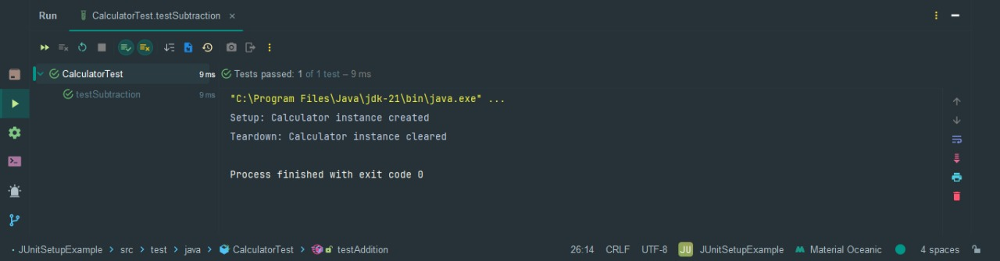 Run CalculatorTest.testSubtraction
CalculatorTest 9 ms Tests passed: 1 of 1 test – 9 ms
testSubtraction 9 ms
"C:\Program Files\Java\jdk-21\bin\java.exe" ...
Setup: Calculator instance created
Teardown: Calculator instance cleared
Process finished with exit code 0
JUnitSetupExample > src > test > java > CalculatorTest > testAddition 26:14 CRLF UTF-8 JU JUnitSetupExample Material Oceanic 4 spaces